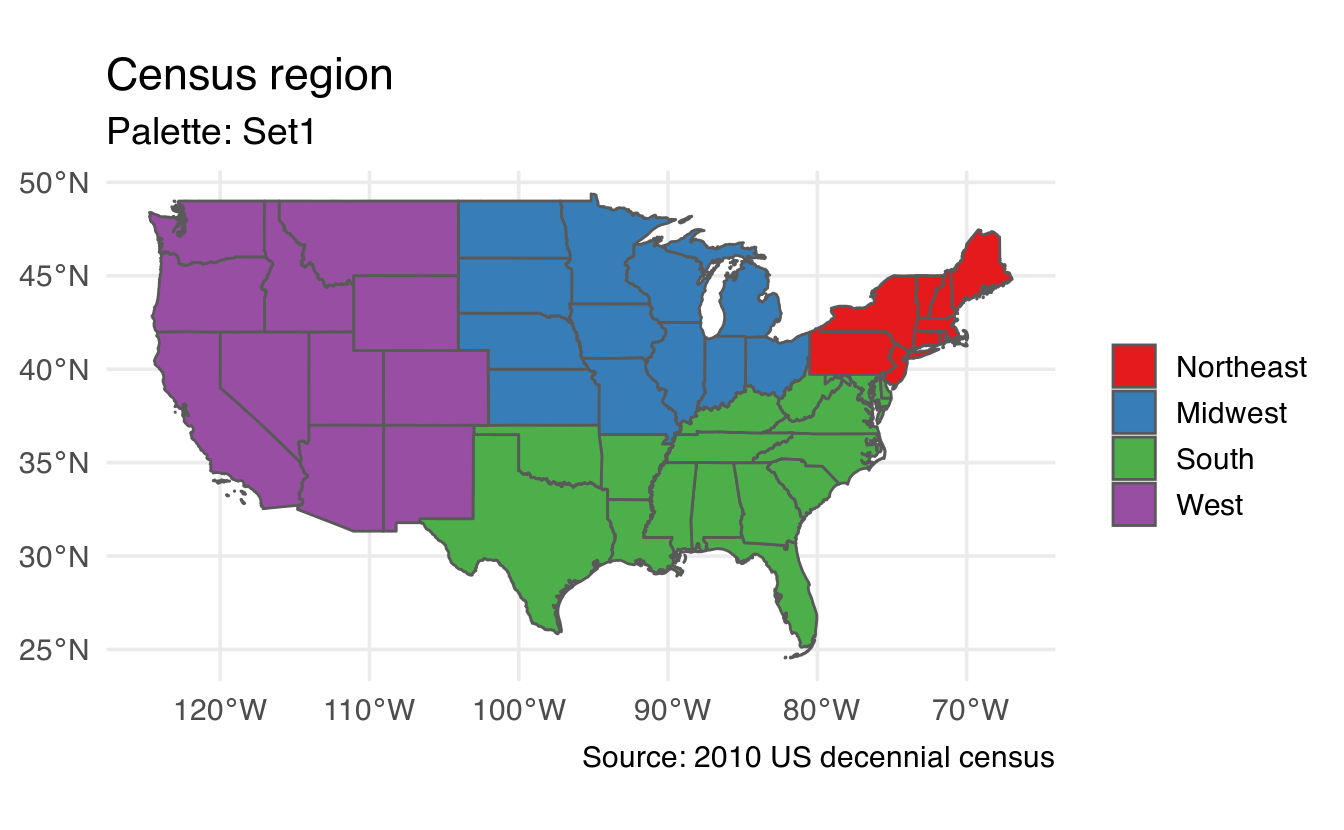 Census region
Palette: Set1
50°N
45°N
40°N
35°N
30°N
25°N
120°W 110°W 100°W 90°W 80°W 70°W
Northeast
Midwest
South
West
Source: 2010 US decennial census